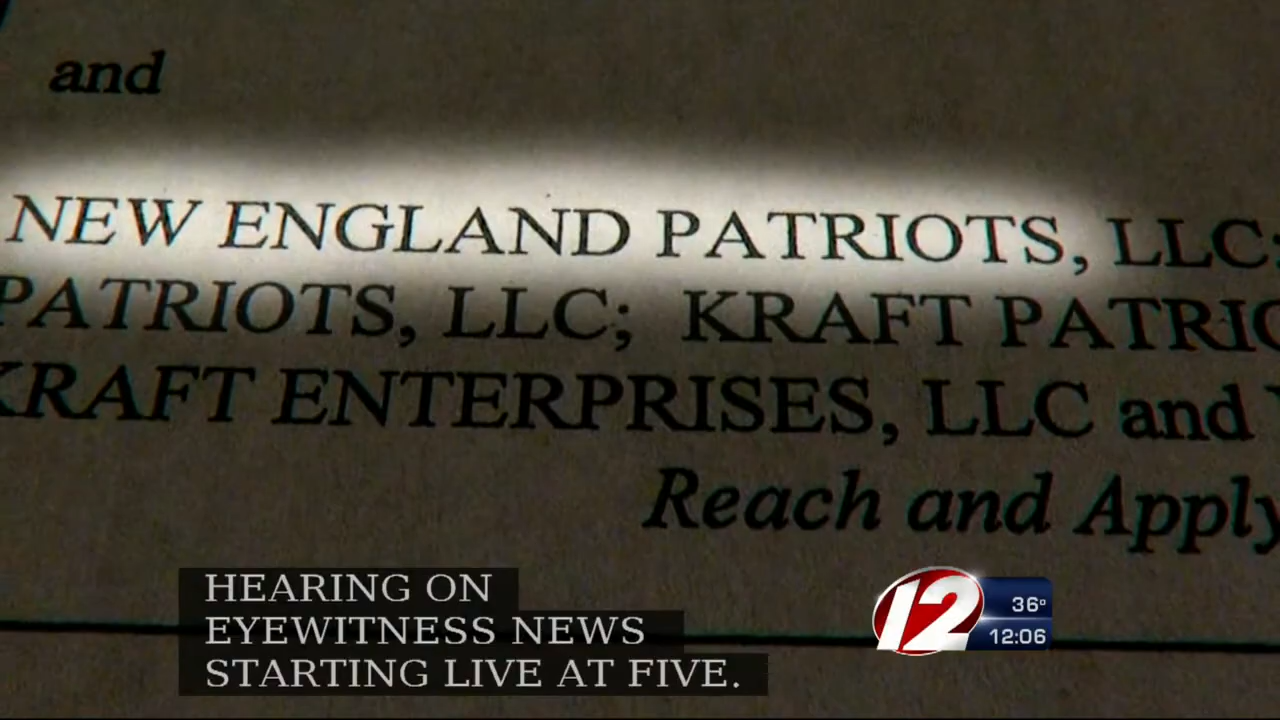 and
NEW ENGLAND PATRIOTS, LLC;
PATRIOTS, LLC; KRAFT PATRIO
KRAFT ENTERPRISES, LLC and
Reach and Apply
HEARING ON
EYEWITNESS NEWS
STARTING LIVE AT FIVE.
12
36°
12:06